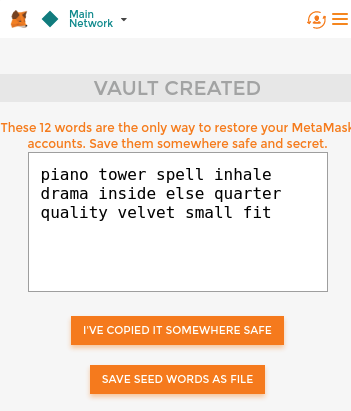 Main
Network
VAULT CREATED
These 12 words are the only way to restore your MetaMask
accounts. Save them somewhere safe and secret.
piano tower spell inhale
drama inside else quarter
quality velvet small fit
I'VE COPIED IT SOMEWHERE SAFE
SAVE SEED WORDS AS FILE